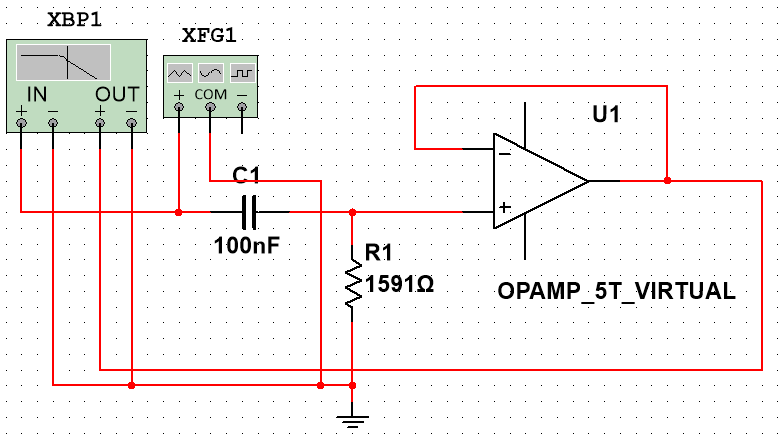 XBP1
XFG1
IN OUT
+ − + −
+ COM −
U1
C1
100nF
R1
1591Ω
−
+
OPAMP_5T_VIRTUAL